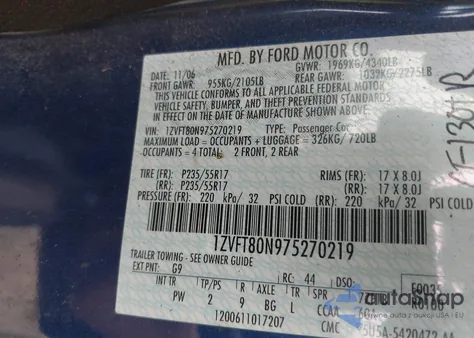 MFD. BY FORD MOTOR CO.
DATE: 11/06 GVWR: 1969KG/4340LB
FRONT GAWR: 955KG/2105LB REAR GAWR: 1032KG/2275LB
THIS VEHICLE CONFORMS TO ALL APPLICABLE FEDERAL MOTOR VEHICLE
SAFETY, BUMPER, AND THEFT PREVENTION STANDARDS IN EFFECT ON
THE DATE OF MANUFACTURE SHOWN ABOVE.
VIN: 1ZVFT80N975270219 TYPE: Passenger Car
MAXIMUM LOAD = OCCUPANTS + LUGGAGE = 326KG/720LB
OCCUPANTS = 4 TOTAL: 2 FRONT, 2 REAR
TIRE (FR): P235/55R17 RIMS (FR): 17 X 8.0J
(RR): P235/55R17 (RR): 17 X 8.0J
PRESSURE (FR): 220 kPa/ 32 PSI COLD (RR): 220 kPa/ 32 PSI COLD
1ZVFT80N975270219
TRAILER TOWING - SEE OWNER GUIDE
EXT PNT: G9 RC: 44 DSO:
INT TR TP/PS R AX TR SPR
PW 2 9 BG L
1200611017207
autosnap